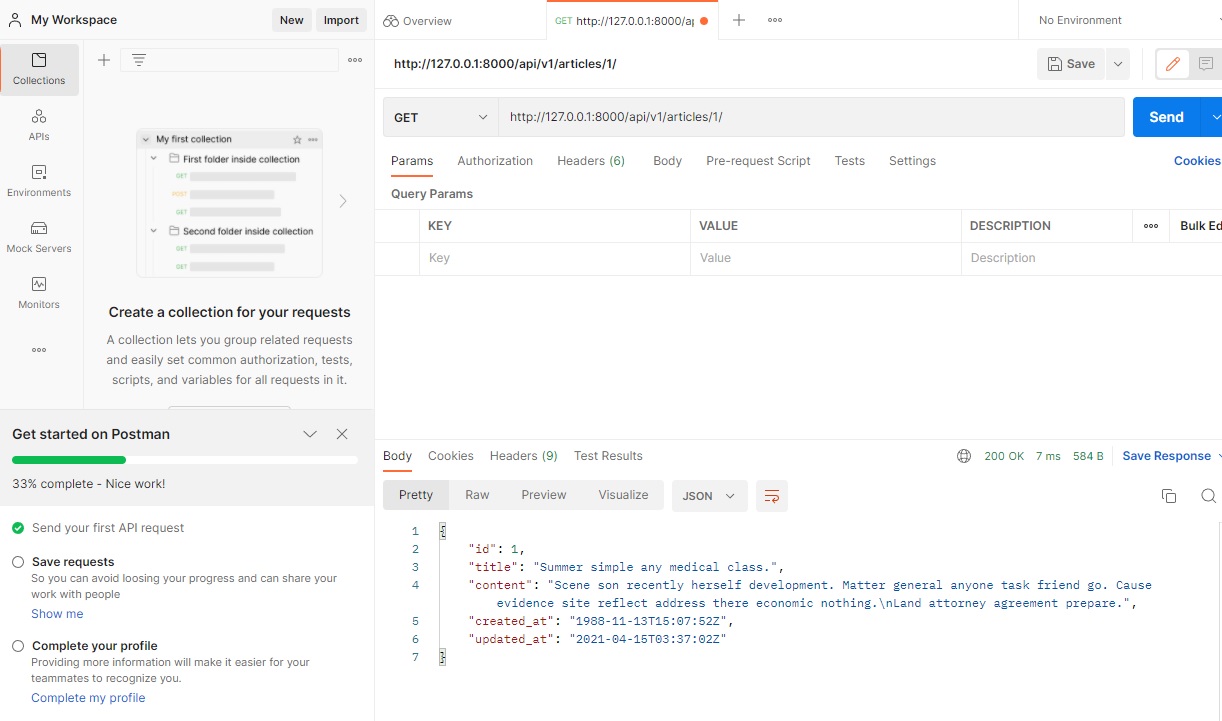 My Workspace
New
Import
Overview
GET http://127.0.0.1:8000/ap
No Environment
Collections
APIs
Environments
Mock Servers
Monitors
My first collection
First folder inside collection
GET
POST
GET
Second folder inside collection
GET
GET
Create a collection for your requests
A collection lets you group related requests
and easily set common authorization, tests,
scripts, and variables for all requests in it.
Get started on Postman
33% complete - Nice work!
Send your first API request
Save requests
So you can avoid loosing your progress and can share your
work with people
Show me
Complete your profile
Providing more information will make it easier for your
teammates to recognize you.
Complete my profile
http://127.0.0.1:8000/api/v1/articles/1/
Save
GET
http://127.0.0.1:8000/api/v1/articles/1/
Send
Params Authorization Headers (6) Body Pre-request Script Tests Settings Cookies
Query Params
KEY VALUE DESCRIPTION Bulk Ed
Key Value Description
Body Cookies Headers (9) Test Results 200 OK 7 ms 584 B Save Response
Pretty Raw Preview Visualize JSON
1 {
2 "id": 1,
3 "title": "Summer simple any medical class.",
4 "content": "Scene son recently herself development. Matter general anyone task friend go. Cause
evidence site reflect address there economic nothing.\nLand attorney agreement prepare.",
5 "created_at": "1988-11-13T15:07:52Z",
6 "updated_at": "2021-04-15T03:37:02Z"
7 }